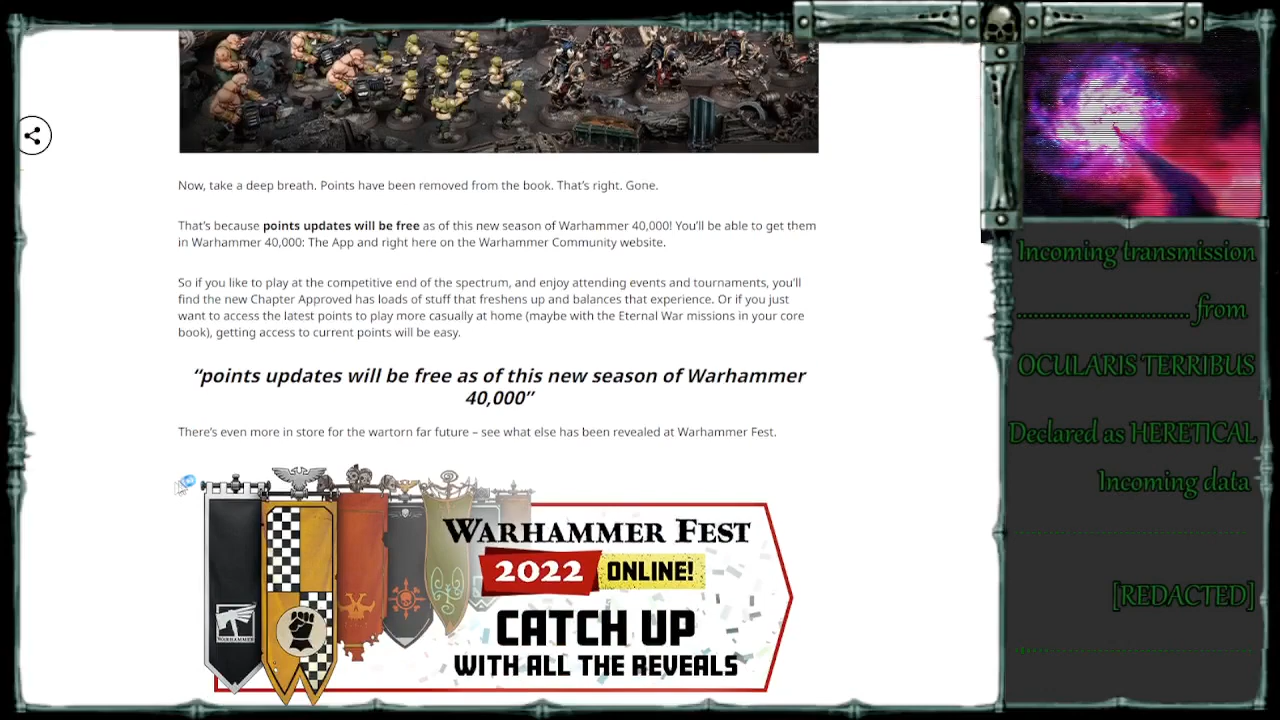 Now, take a deep breath. Points have been removed from the book. That's right. Gone.
That's because points updates will be free as of this new season of Warhammer 40,000! You'll be able to get them
in Warhammer 40,000: The App and right here on the Warhammer Community website.
So if you like to play at the competitive end of the spectrum, and enjoy attending events and tournaments, you'll
find the new Chapter Approved has loads of stuff that freshens up and balances that experience. Or if you just
want to access the latest points to play more casually at home (maybe with the Eternal War missions in your core
book), getting access to current points will be easy.
“points updates will be free as of this new season of Warhammer
40,000”
There's even more in store for the wartorn far future – see what else has been revealed at Warhammer Fest.
WARHAMMER
WARHAMMER FEST
2022 ONLINE!
CATCH UP
WITH ALL THE REVEALS
Incoming transmission
................................ from
OCULARIS TERRIBUS
Declared as HERETICAL
Incoming data
[REDACTED]